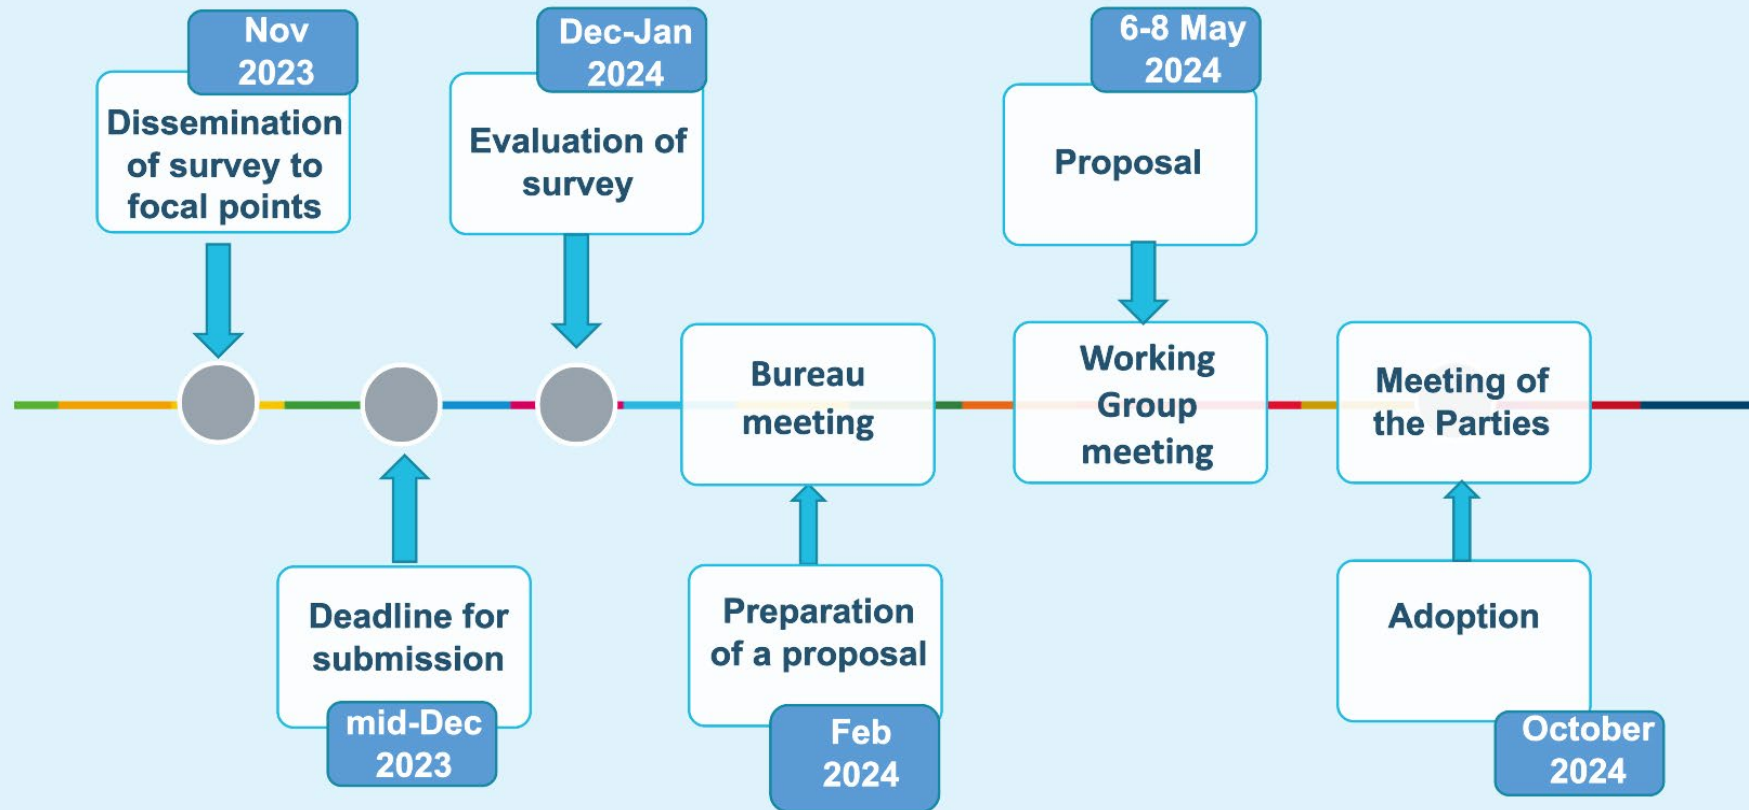 Nov
2023
Dissemination
of survey to
focal points
mid-Dec
2023
Deadline for
submission
Dec-Jan
2024
Evaluation of
survey
Bureau
meeting
Preparation
of a proposal
Feb
2024
6-8 May
2024
Proposal
Working
Group
meeting
Meeting of
the Parties
Adoption
October
2024